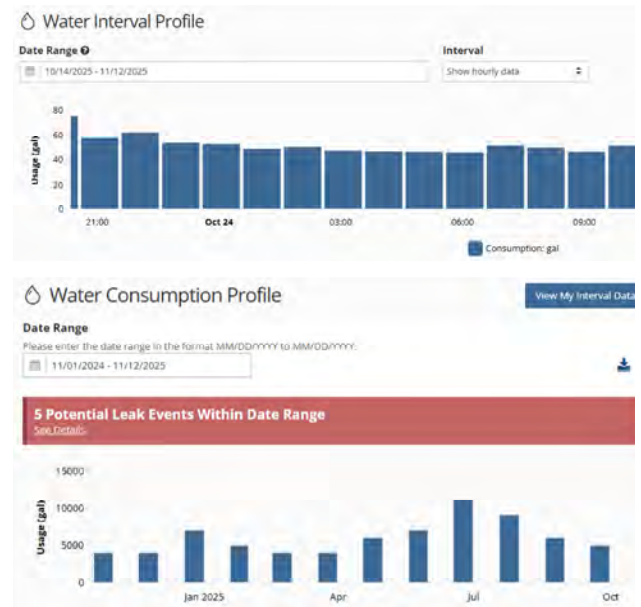 Water Interval Profile
Date Range
Interval
10/14/2025 - 11/12/2025
Show hourly data
80
60
40
20
0
Usage (gal)
21:00 Oct 24 03:00 06:00 09:00
Consumption: gal
Water Consumption Profile
View My Interval Data
Date Range
Please enter the date range in the format MM/DD/YYYY to MM/DD/YYYY.
11/01/2024 - 11/12/2025
5 Potential Leak Events Within Date Range
See Details
15000
10000
5000
0
Usage (gal)
Jan 2025 Apr Jul Oct